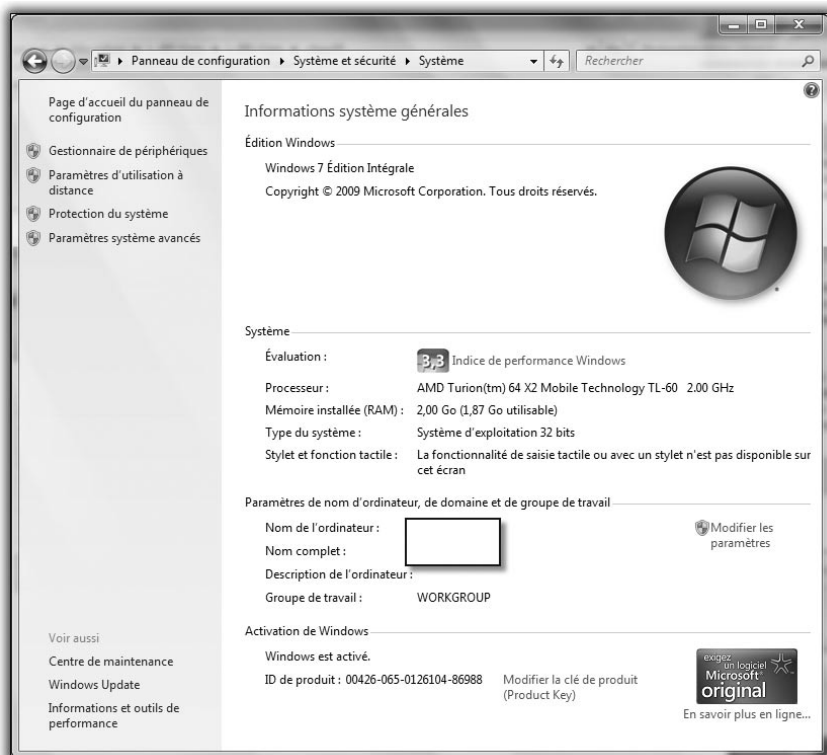 Panneau de configuration ▸ Système et sécurité ▸ Système
Rechercher
Page d'accueil du panneau de
configuration
Gestionnaire de périphériques
Paramètres d'utilisation à
distance
Protection du système
Paramètres système avancés
Voir aussi
Centre de maintenance
Windows Update
Informations et outils de
performance
Informations système générales
Édition Windows
Windows 7 Édition Intégrale
Copyright © 2009 Microsoft Corporation. Tous droits réservés.
Système
Évaluation :
3,3 Indice de performance Windows
Processeur : AMD Turion(tm) 64 X2 Mobile Technology TL-60 2.00 GHz
Mémoire installée (RAM) : 2,00 Go (1,87 Go utilisable)
Type du système : Système d'exploitation 32 bits
Stylet et fonction tactile : La fonctionnalité de saisie tactile ou avec un stylet n'est pas disponible sur
cet écran
Paramètres de nom d'ordinateur, de domaine et de groupe de travail
Nom de l'ordinateur :
Modifier les
paramètres
Nom complet :
Description de l'ordinateur :
Groupe de travail : WORKGROUP
Activation de Windows
Windows est activé.
ID de produit : 00426-065-0126104-86988
Modifier la clé de produit
(Product Key)
exigez
un logiciel
Microsoft
original
En savoir plus en ligne...